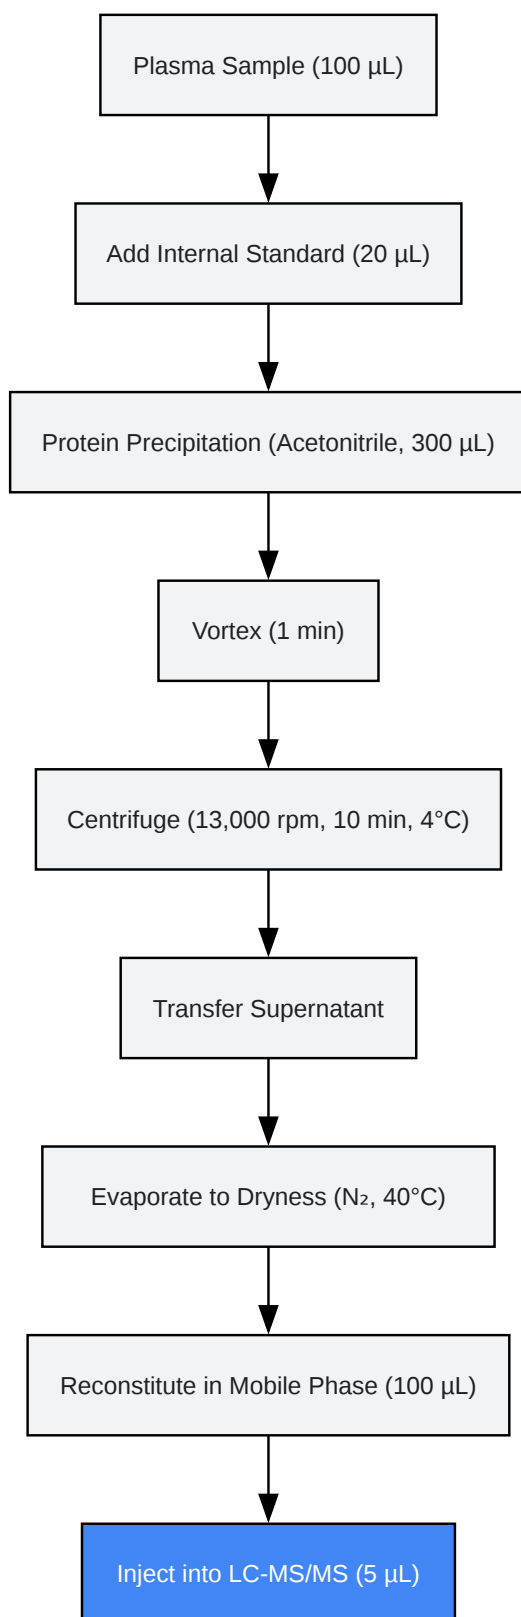 Plasma Sample (100 µL)
Add Internal Standard (20 µL)
Protein Precipitation (Acetonitrile, 300 µL)
Vortex (1 min)
Centrifuge (13,000 rpm, 10 min, 4°C)
Transfer Supernatant
Evaporate to Dryness (N₂, 40°C)
Reconstitute in Mobile Phase (100 µL)
Inject into LC-MS/MS (5 µL)